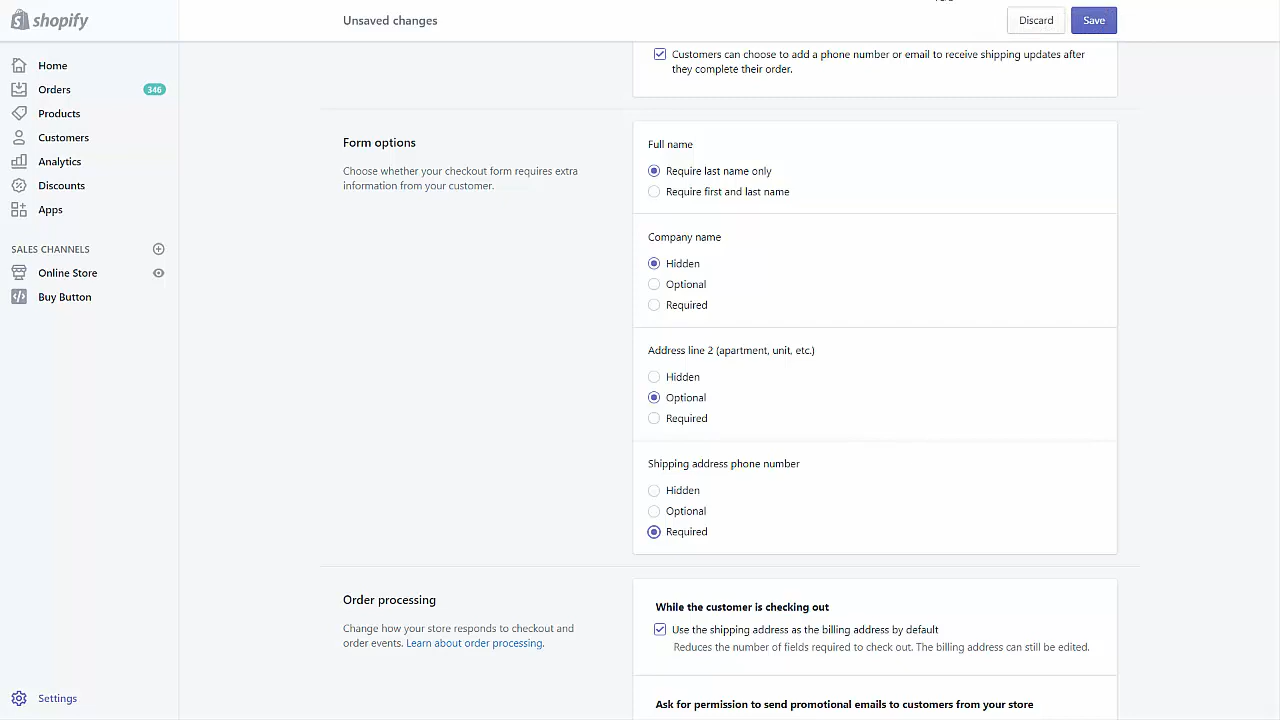 shopify
Unsaved changes
Discard
Save
Home
Orders
346
Products
Customers
Analytics
Discounts
Apps
SALES CHANNELS
Online Store
Buy Button
Settings
Customers can choose to add a phone number or email to receive shipping updates after
they complete their order.
Form options
Choose whether your checkout form requires extra
information from your customer.
Full name
Require last name only
Require first and last name
Company name
Hidden
Optional
Required
Address line 2 (apartment, unit, etc.)
Hidden
Optional
Required
Shipping address phone number
Hidden
Optional
Required
Order processing
Change how your store responds to checkout and
order events. Learn about order processing.
While the customer is checking out
Use the shipping address as the billing address by default
Reduces the number of fields required to check out. The billing address can still be edited.
Ask for permission to send promotional emails to customers from your store